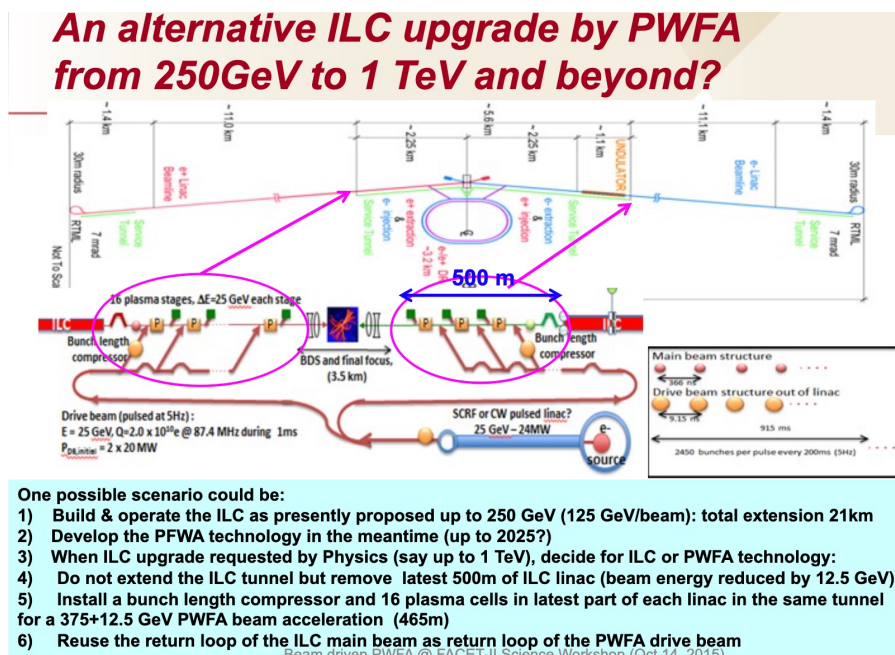 An alternative ILC upgrade by PWFA
from 250GeV to 1 TeV and beyond?
~1.4 km
~11.0 km
~5.6 km
~2.25 km
~2.25 km
~1.1 km
~11.1 km
~1.4 km
30m radius
RTML
e+ Linac
Beamline
Service
Tunnel
7 mrad
Not To Sca
Service Tunnel
e- injection
&
e+ extraction
~3.2 km
e-/e+ DR
e+ injection
&
e- extraction
Service Tunnel
UNDULATOR
e- Linac
Beamline
Service
Tunnel
7 mrad
RTML
30m radius
500 m
16 plasma stages, ΔE=25 GeV each stage
ILC
P
P
P
P
P
P
ILC
Bunch length
compressor
BDS and final focus,
(3.5 km)
Bunch length
compressor
Drive beam (pulsed at 5Hz) :
E = 25 GeV, Q=2.0 x 10¹⁰e @ 87.4 MHz during 1ms
P DB,initial = 2 x 20 MW
SCRF or CW pulsed linac?
25 GeV – 24MW
e-
source
Main beam structure
366 ns
Drive beam structure out of linac
9.15 ns
915 ms
2450 bunches per pulse every 200ms (5Hz)
One possible scenario could be:
1) Build & operate the ILC as presently proposed up to 250 GeV (125 GeV/beam): total extension 21km
2) Develop the PFWA technology in the meantime (up to 2025?)
3) When ILC upgrade requested by Physics (say up to 1 TeV), decide for ILC or PWFA technology:
4) Do not extend the ILC tunnel but remove latest 500m of ILC linac (beam energy reduced by 12.5 GeV)
5) Install a bunch length compressor and 16 plasma cells in latest part of each linac in the same tunnel
for a 375+12.5 GeV PWFA beam acceleration (465m)
6) Reuse the return loop of the ILC main beam as return loop of the PWFA drive beam
Beam driven PWFA @ FACET-II Science Workshop (Oct 14, 2015)